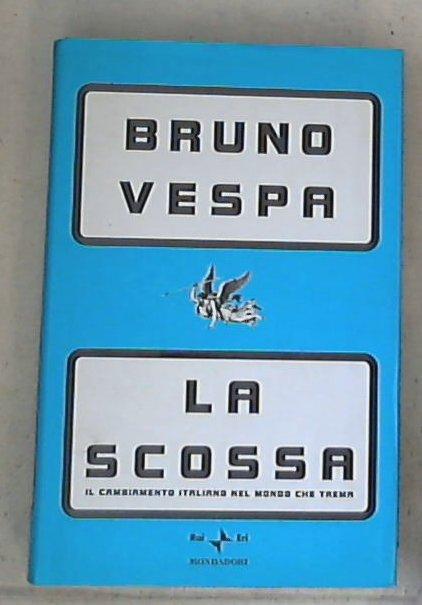 BRUNO
VESPA
LA
SCOSSA
IL CAMBIAMENTO ITALIANO NEL MONDO CHE TREMA
Rai Eri
MONDADORI